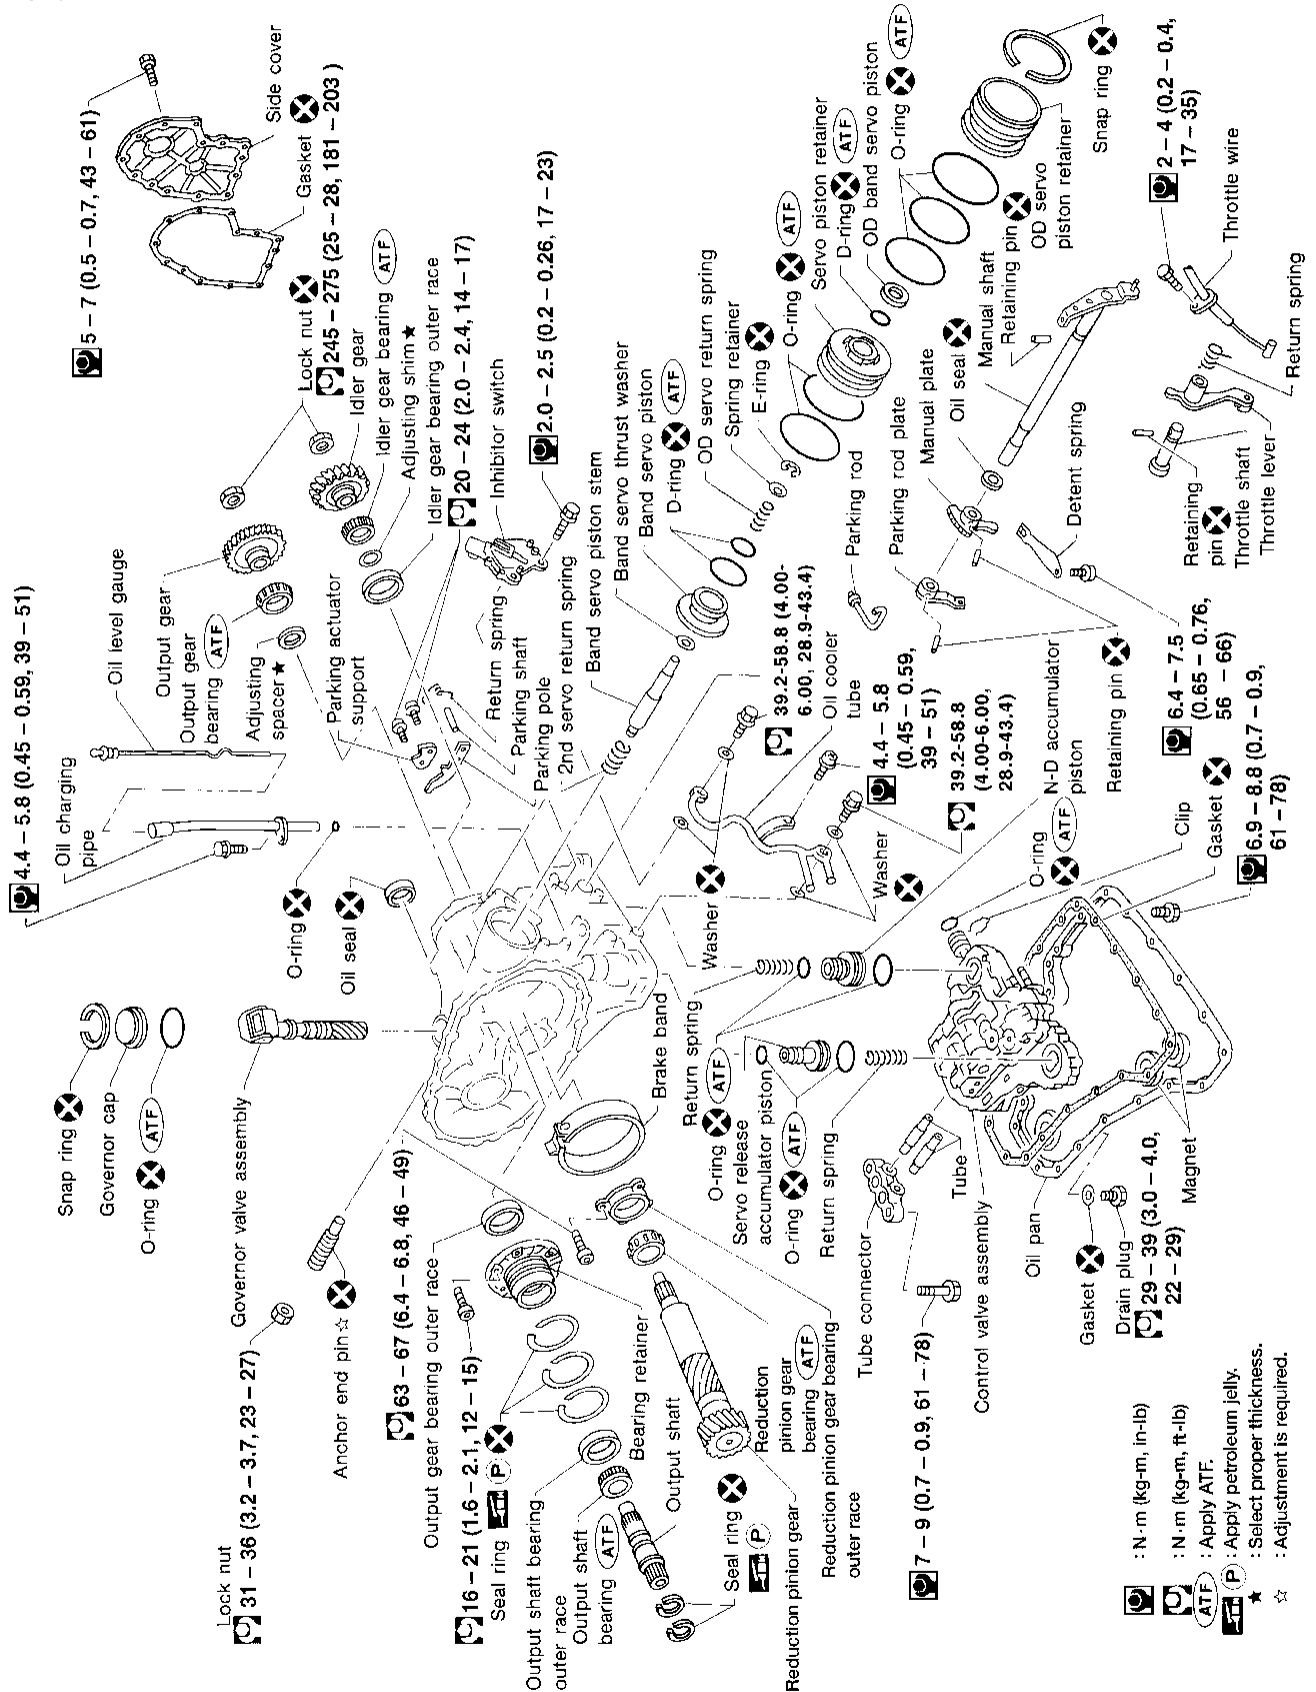 Lock nut
31 – 36 (3.2 – 3.7, 23 – 27)
Anchor end pin☆
Snap ring
Governor cap
O-ring ATF
Governor valve assembly
4.4 – 5.8 (0.45 – 0.59, 39 – 51)
Oil charging
pipe
Oil level gauge
O-ring
Oil seal
Output gear
Output gear
bearing ATF
Adjusting
spacer★
Parking actuator
support
5 – 7 (0.5 – 0.7, 43 – 61)
Side cover
Gasket
Lock nut
245 – 275 (25 – 28, 181 – 203 )
Idler gear
Idler gear bearing ATF
Adjusting shim★
Idler gear bearing outer race
20 – 24 (2.0 – 2.4, 14 – 17)
Inhibitor switch
2.0 – 2.5 (0.2 – 0.26, 17 – 23)
Return spring
Parking shaft
Parking pole
2nd servo return spring
Band servo piston stem
Band servo thrust washer
Band servo piston
D-ring ATF
OD servo return spring
Spring retainer
E-ring
O-ring ATF
Servo piston retainer
D-ring ATF
OD band servo piston
O-ring ATF
OD servo
piston retainer
Snap ring
39.2-58.8 (4.00-
6.00, 28.9-43.4)
Oil cooler
tube
4.4 – 5.8
(0.45 – 0.59,
39 – 51)
39.2-58.8
(4.00-6.00,
28.9-43.4)
Washer
Washer
Parking rod
Parking rod plate
Manual plate
Oil seal
Manual shaft
Retaining pin
Detent spring
Retaining pin
6.4 – 7.5
(0.65 – 0.76,
56 – 66)
2 – 4 (0.2 – 0.4,
17 – 35)
Throttle wire
Return spring
Retaining
pin
Throttle shaft
Throttle lever
63 – 67 (6.4 – 6.8, 46 – 49)
Output gear bearing outer race
16 – 21 (1.6 – 2.1, 12 – 15)
Seal ring P
Output shaft bearing
outer race
Output shaft
bearing ATF
Output shaft
Seal ring
P
Bearing retainer
Reduction
pinion gear
bearing ATF
Reduction pinion gear
Reduction pinion gear bearing
outer race
Brake band
Return spring
O-ring ATF
Servo release
accumulator piston
O-ring ATF
Return spring
N-D accumulator
piston
O-ring
ATF
Clip
Gasket
6.9 – 8.8 (0.7 – 0.9,
61 – 78)
Tube connector
Tube
7 – 9 (0.7 – 0.9, 61 – 78)
Control valve assembly
Oil pan
Gasket
Drain plug
29 – 39 (3.0 – 4.0,
22 – 29)
Magnet
: N·m (kg-m, in-lb)
: N·m (kg-m, ft-lb)
ATF : Apply ATF.
P : Apply petroleum jelly.
★ : Select proper thickness.
☆ : Adjustment is required.